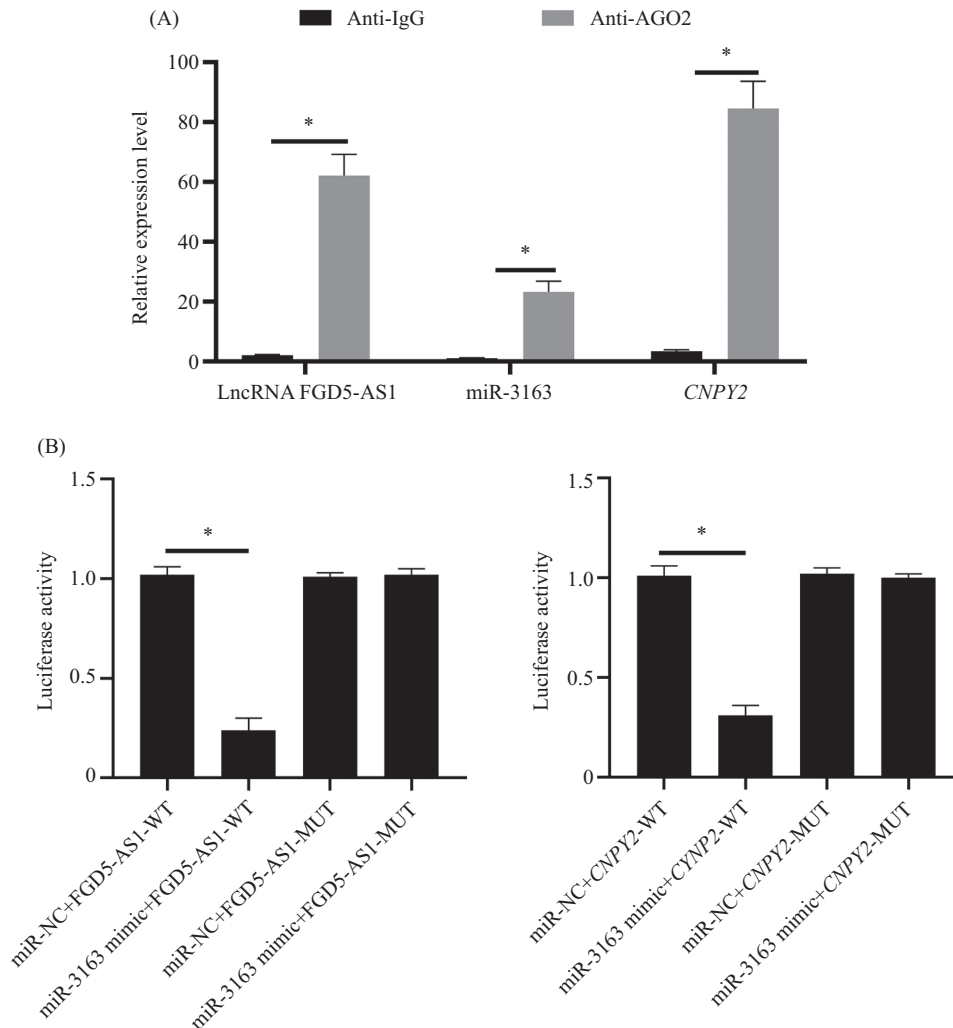 (A)
Anti-IgG
Anti-AGO2
100
80
60
40
20
0
Relative expression level
*
*
*
LncRNA FGD5-AS1
miR-3163
CNPY2
(B)
1.5
1.0
0.5
0
Luciferase activity
*
miR-NC+FGD5-AS1-WT
miR-3163 mimic+FGD5-AS1-WT
miR-NC+FGD5-AS1-MUT
miR-3163 mimic+FGD5-AS1-MUT
1.5
1.0
0.5
0
Luciferase activity
*
miR-NC+CNPY2-WT
miR-3163 mimic+CYNP2-WT
miR-NC+CNPY2-MUT
miR-3163 mimic+CNPY2-MUT